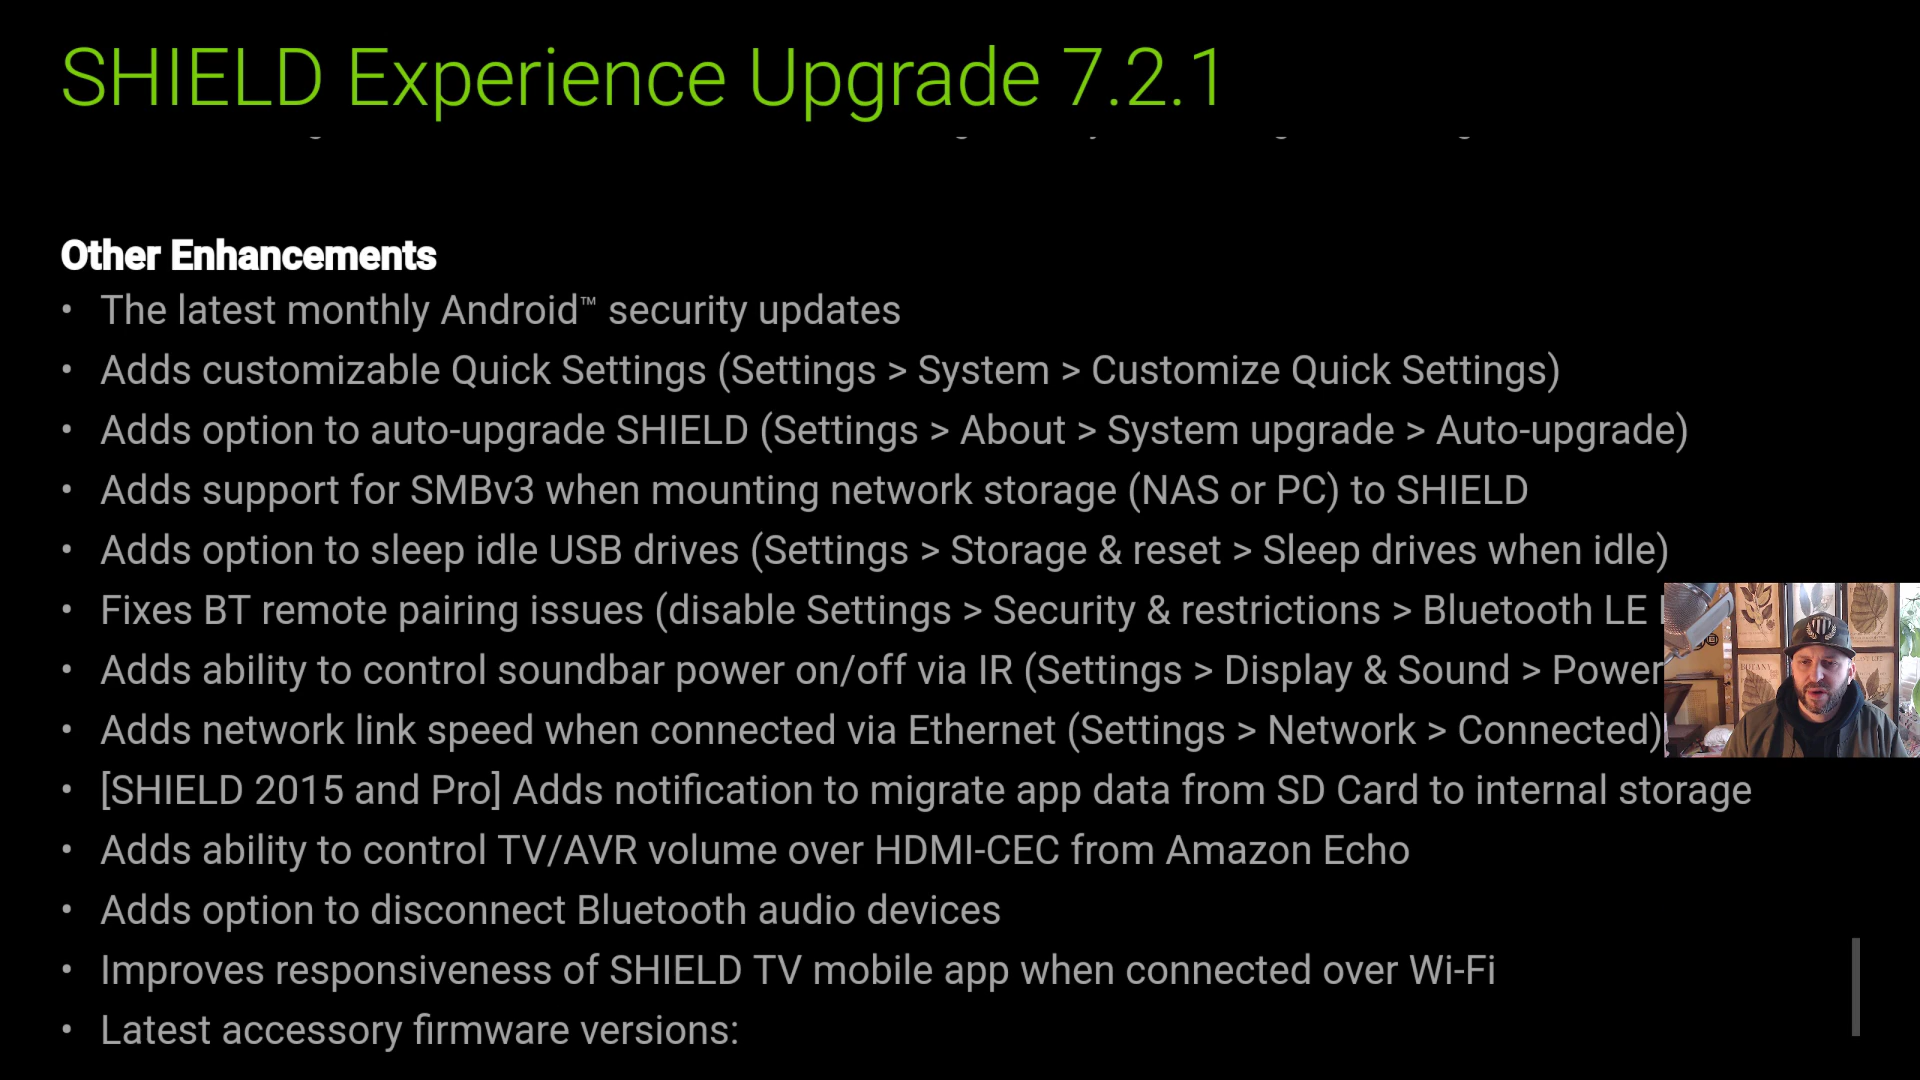 SHIELD Experience Upgrade 7.2.1
Other Enhancements
• The latest monthly Android™ security updates
• Adds customizable Quick Settings (Settings > System > Customize Quick Settings)
• Adds option to auto-upgrade SHIELD (Settings > About > System upgrade > Auto-upgrade)
• Adds support for SMBv3 when mounting network storage (NAS or PC) to SHIELD
• Adds option to sleep idle USB drives (Settings > Storage & reset > Sleep drives when idle)
• Fixes BT remote pairing issues (disable Settings > Security & restrictions > Bluetooth LE
• Adds ability to control soundbar power on/off via IR (Settings > Display & Sound > Power
• Adds network link speed when connected via Ethernet (Settings > Network > Connected)
• [SHIELD 2015 and Pro] Adds notification to migrate app data from SD Card to internal storage
• Adds ability to control TV/AVR volume over HDMI-CEC from Amazon Echo
• Adds option to disconnect Bluetooth audio devices
• Improves responsiveness of SHIELD TV mobile app when connected over Wi-Fi
• Latest accessory firmware versions: